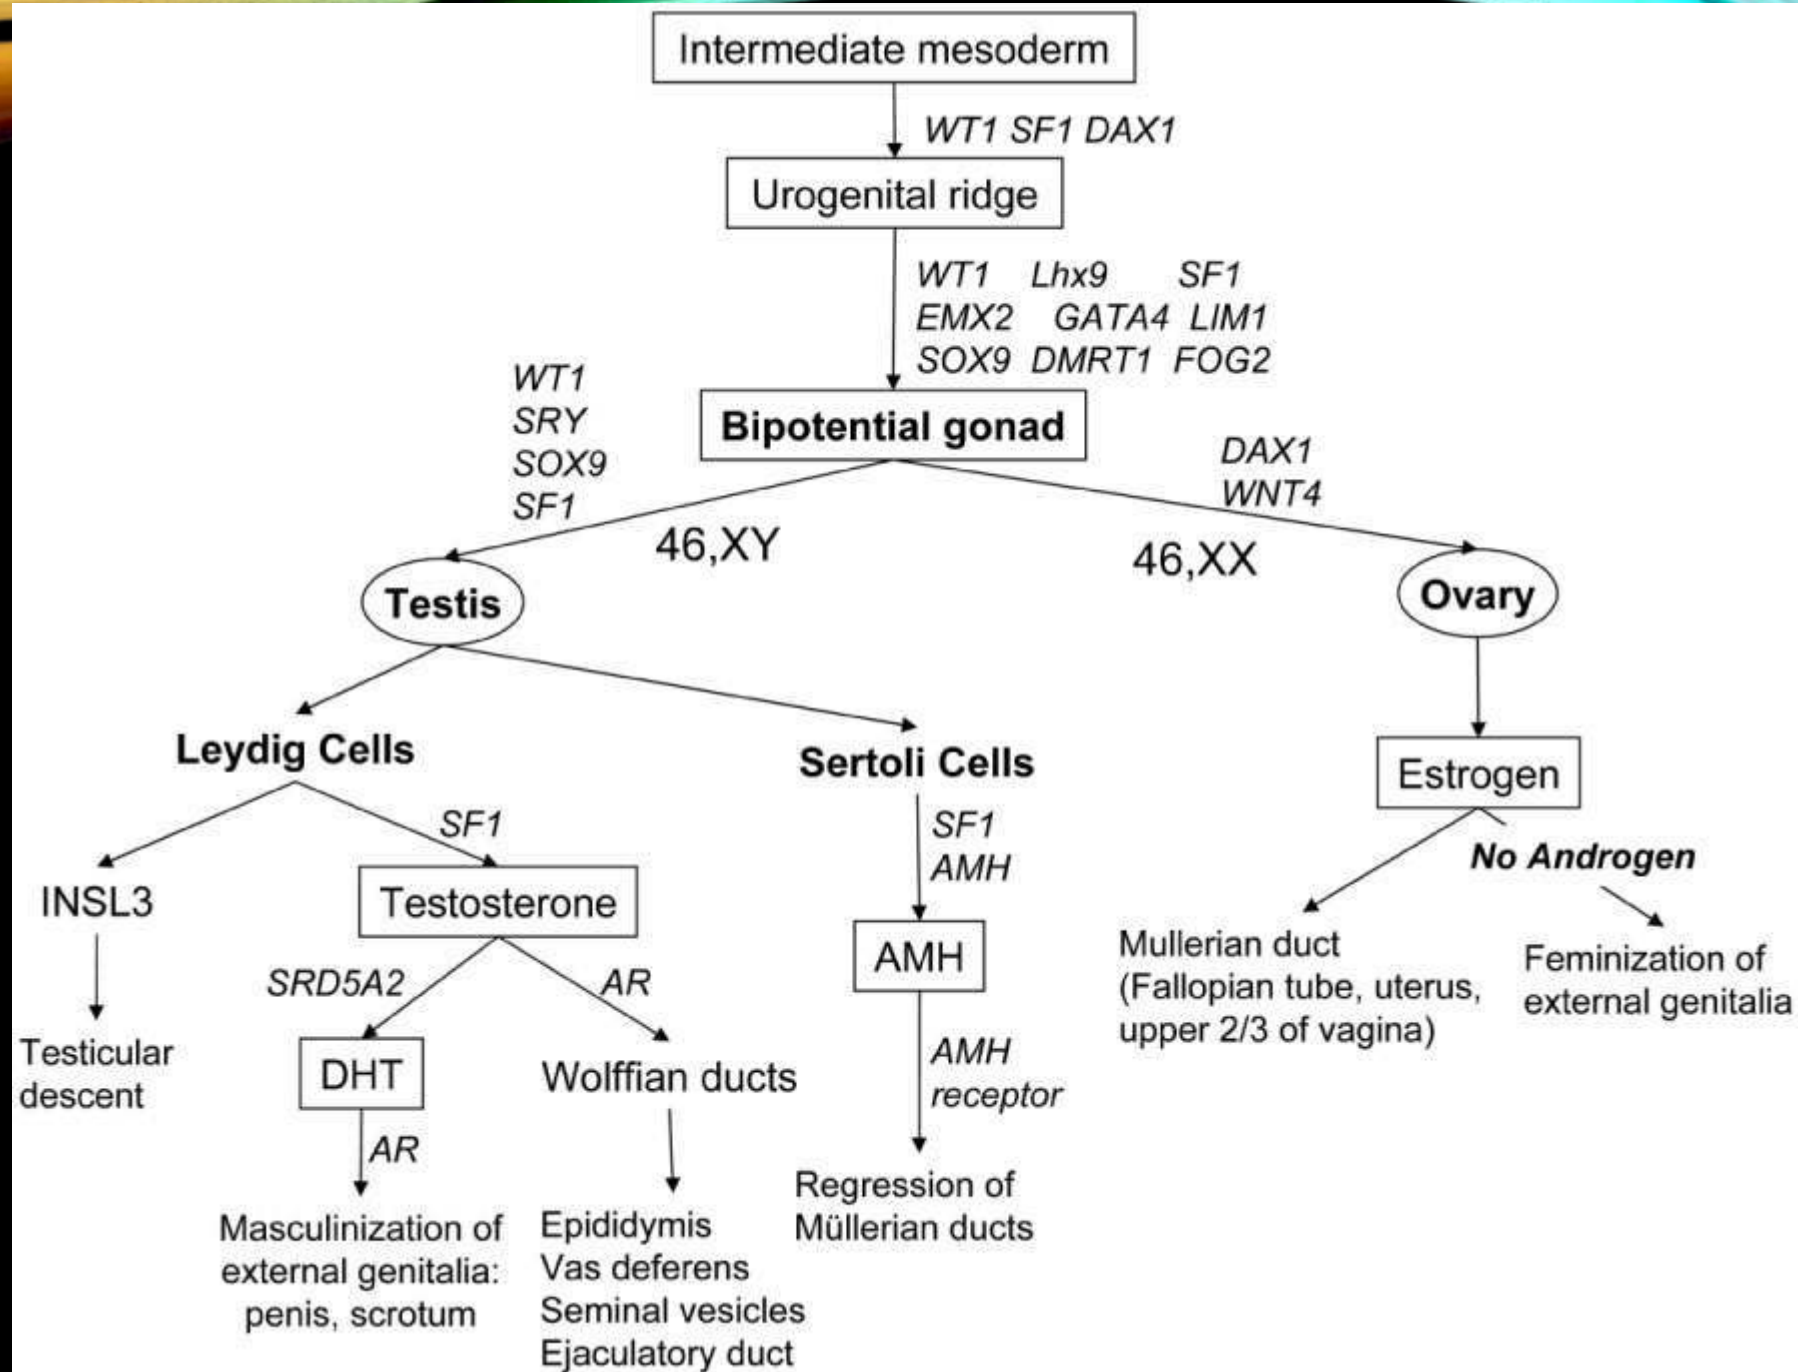 Intermediate mesoderm
WT1 SF1 DAX1
Urogenital ridge
WT1 Lhx9 SF1
EMX2 GATA4 LIM1
SOX9 DMRT1 FOG2
WT1
SRY
SOX9
SF1
Bipotential gonad
DAX1
WNT4
46,XY
46,XX
Testis
Ovary
Leydig Cells
Sertoli Cells
Estrogen
SF1
SF1
AMH
No Androgen
INSL3
Testosterone
AMH
Mullerian duct
(Fallopian tube, uterus,
upper 2/3 of vagina)
Feminization of
external genitalia
SRD5A2
AR
Testicular
descent
DHT
Wolffian ducts
AMH
receptor
AR
Masculinization of
external genitalia:
penis, scrotum
Epididymis
Vas deferens
Seminal vesicles
Ejaculatory duct
Regression of
Müllerian ducts